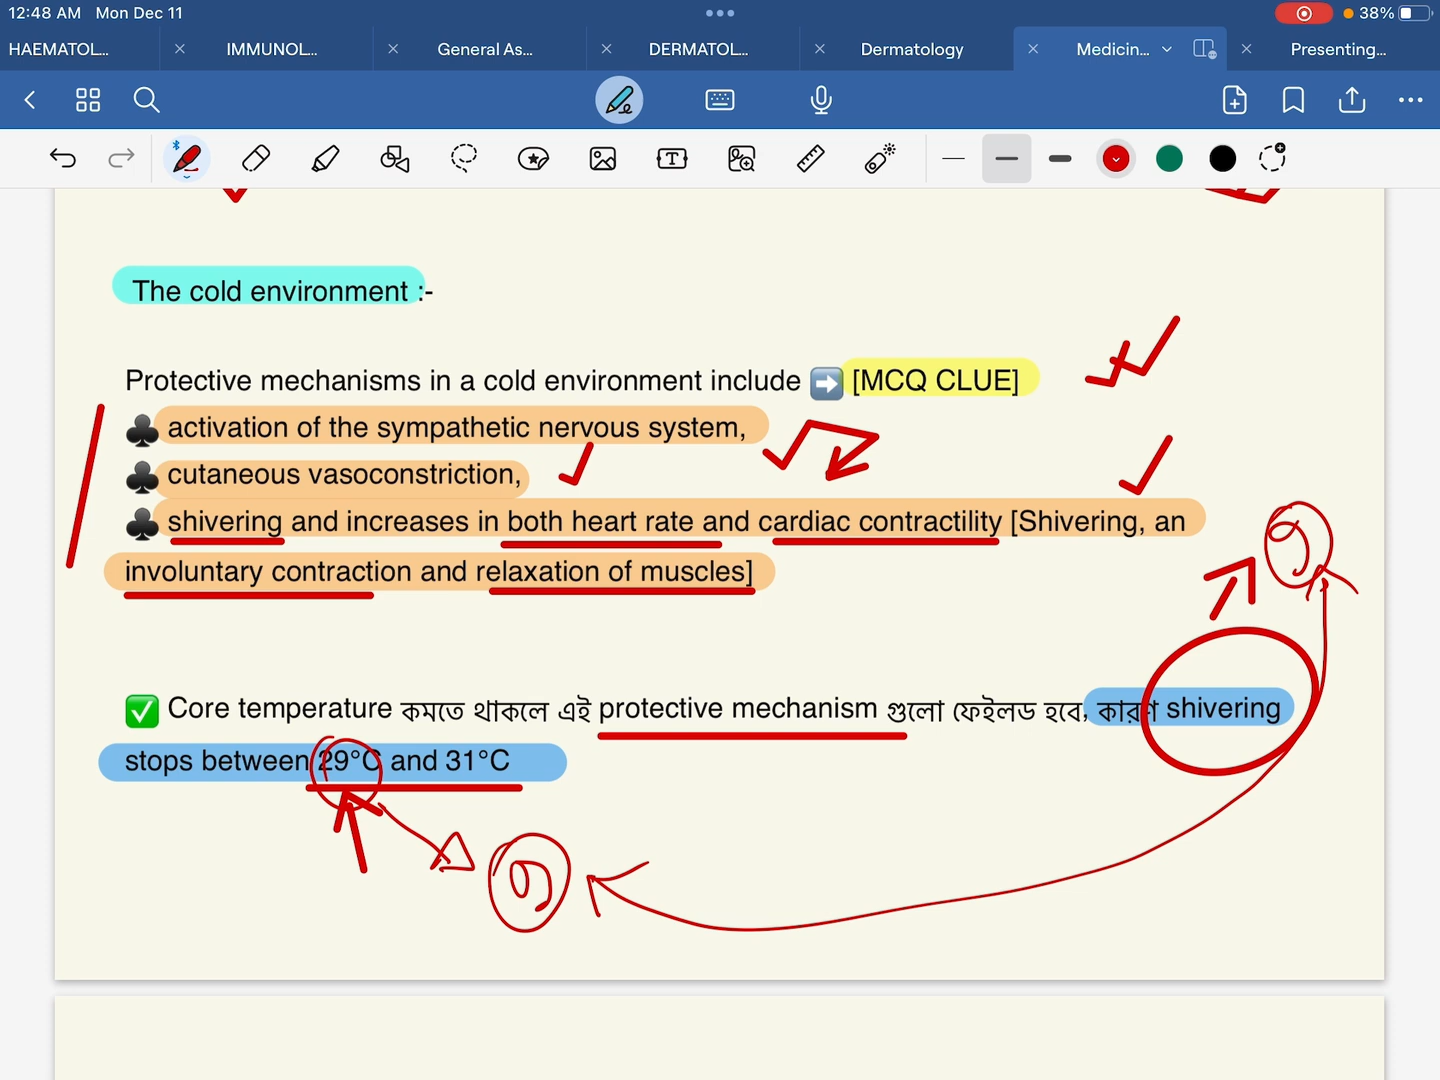 12:48 AM Mon Dec 11
38%
HAEMATOL... IMMUNOL... General As... DERMATOL... Dermatology Medicin... Presenting...
The cold environment :-
Protective mechanisms in a cold environment include ➡️ [MCQ CLUE]
♣️ activation of the sympathetic nervous system,
♣️ cutaneous vasoconstriction,
♣️ shivering and increases in both heart rate and cardiac contractility [Shivering, an
involuntary contraction and relaxation of muscles]
✅ Core temperature কমতে থাকলে এই protective mechanism গুলো ফেইলড হবে, কারণ shivering
stops between 29°C and 31°C